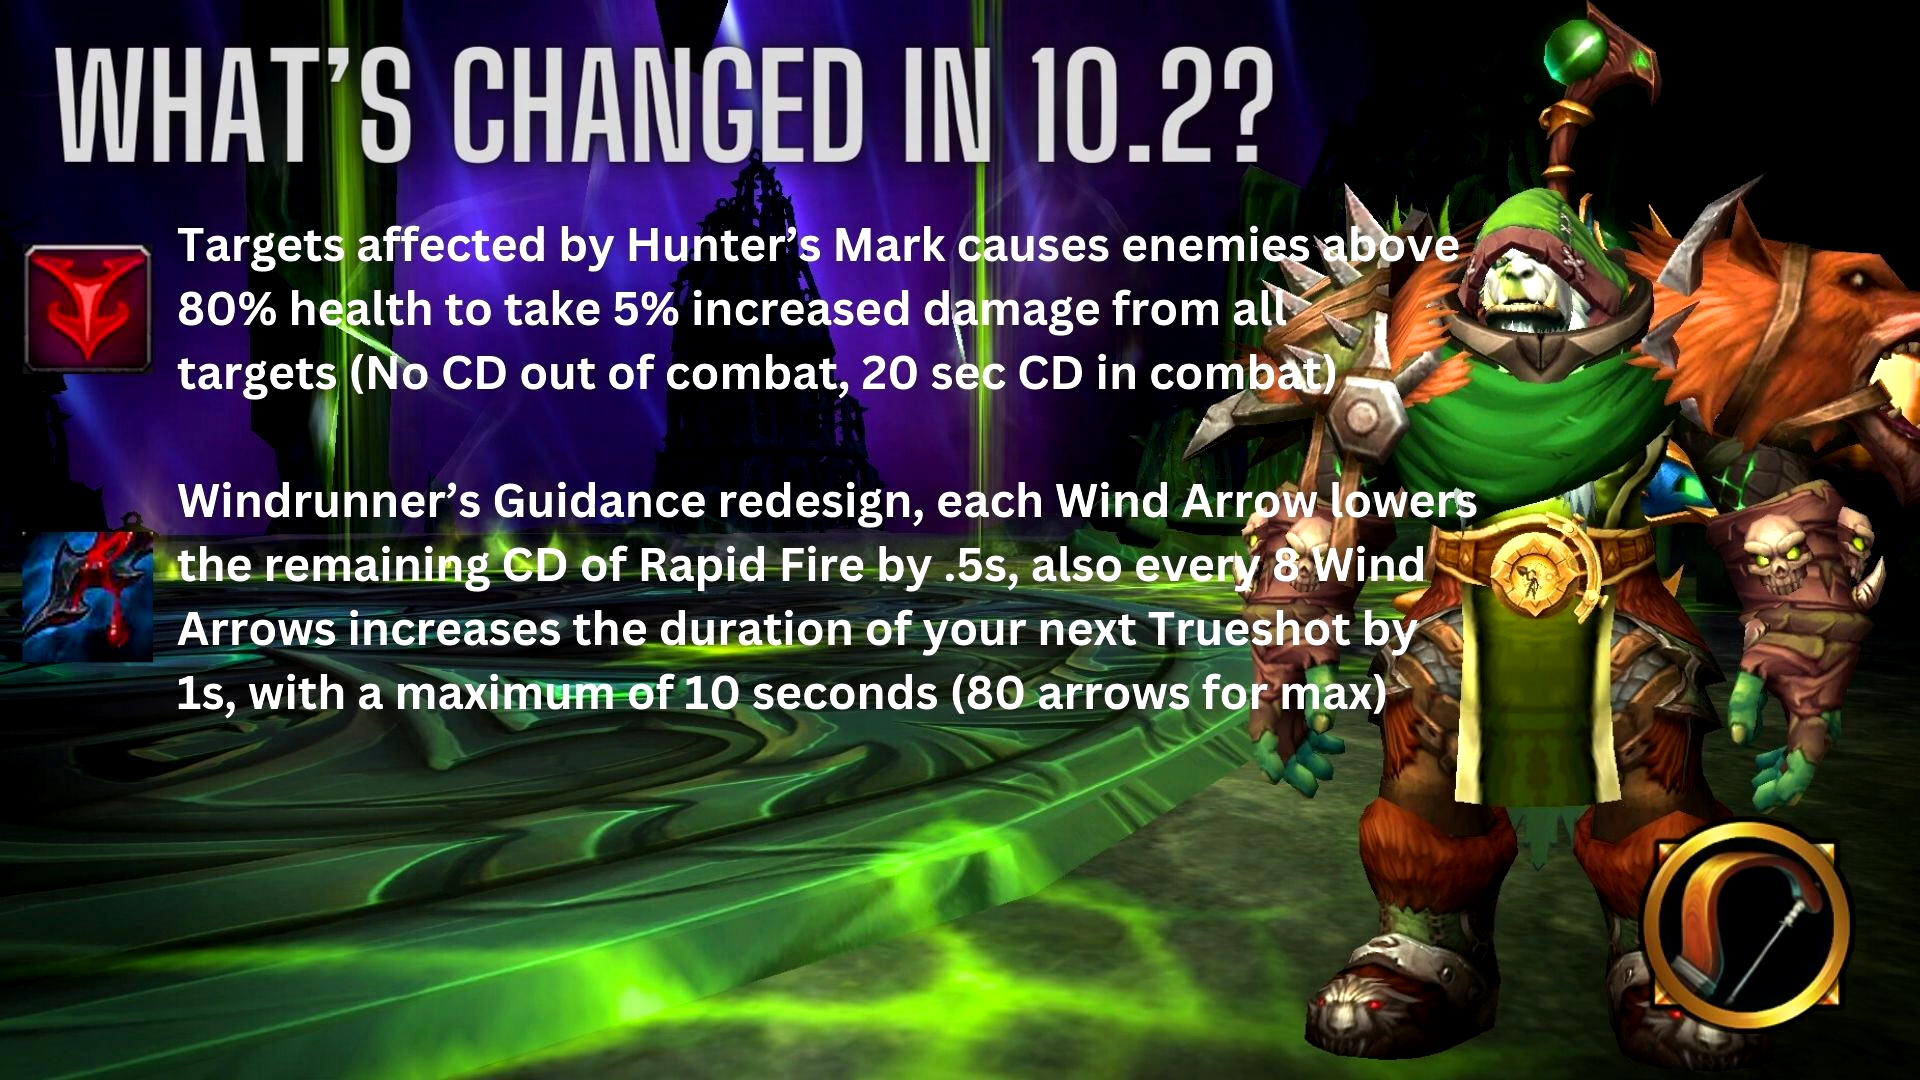 WHAT'S CHANGED IN 10.2?
Targets affected by Hunter's Mark causes enemies above
80% health to take 5% increased damage from all
targets (No CD out of combat, 20 sec CD in combat)
Windrunner's Guidance redesign, each Wind Arrow lowers
the remaining CD of Rapid Fire by .5s, also every 8 Wind
Arrows increases the duration of your next Trueshot by
1s, with a maximum of 10 seconds (80 arrows for max)